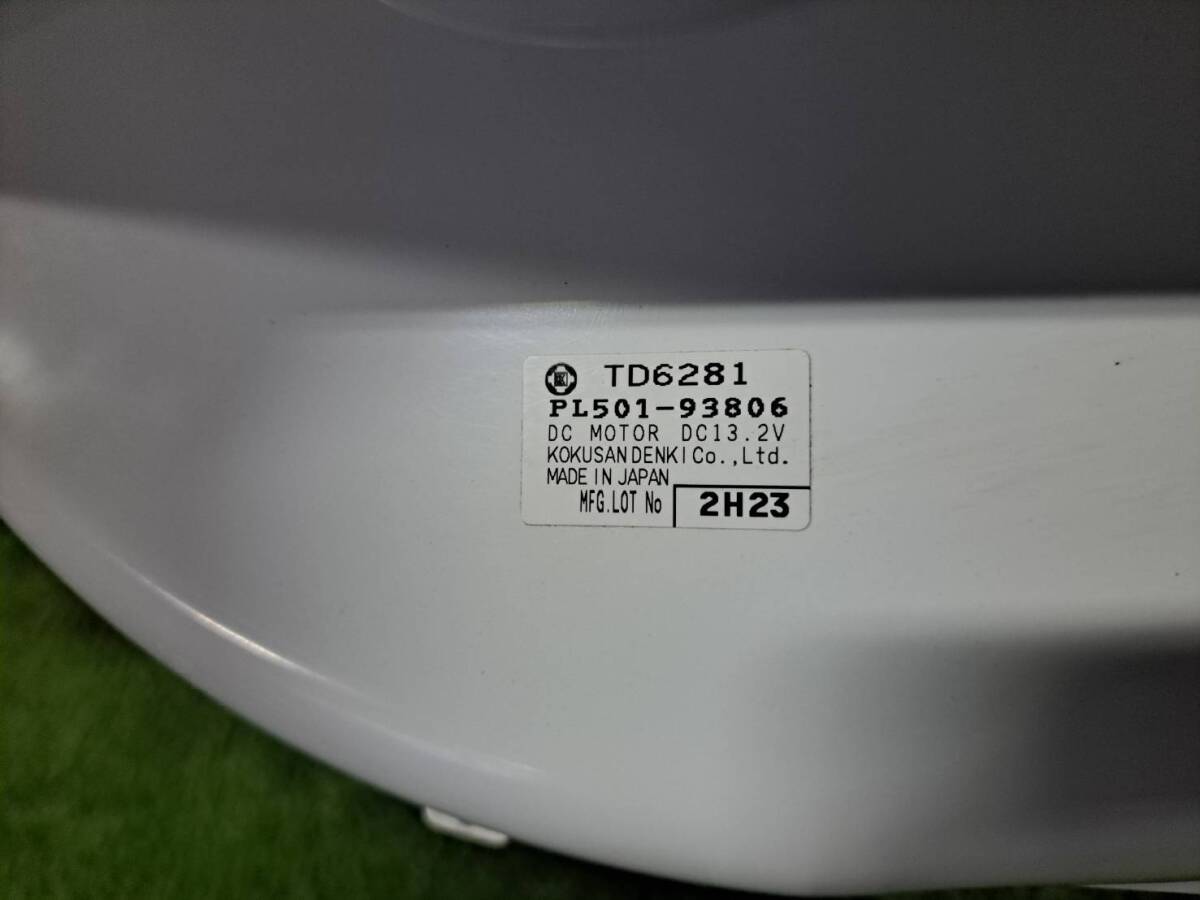 TD6281
PL501-93806
DC MOTOR DC13.2V
KOKUSAN DENKI Co.,Ltd.
MADE IN JAPAN
MFG.LOT No 2H23